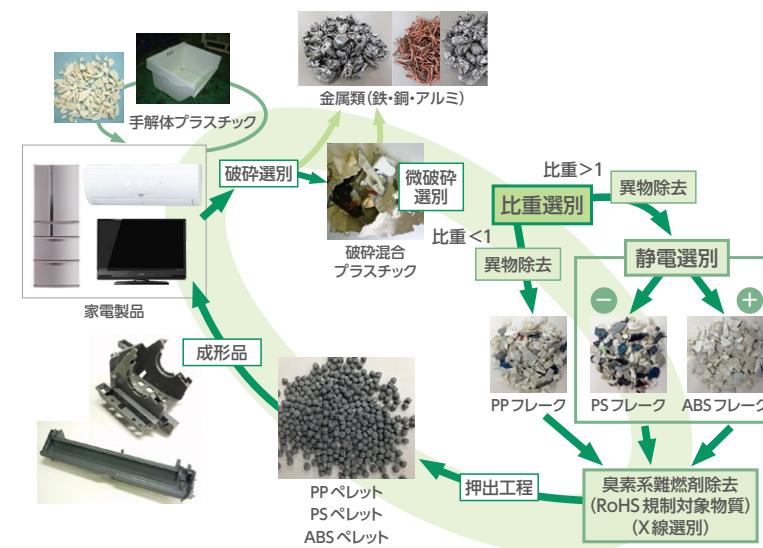 手解体プラスチック
金属類（鉄・銅・アルミ）
破砕選別
微破砕
選別
破砕混合
プラスチック
家電製品
比重＞1
異物除去
比重選別
比重＜1
異物除去
静電選別
−
＋
PPフレーク
PSフレーク
ABSフレーク
成形品
PPペレット
PSペレット
ABSペレット
押出工程
臭素系難燃剤除去
（RoHS規制対象物質）
（X線選別）